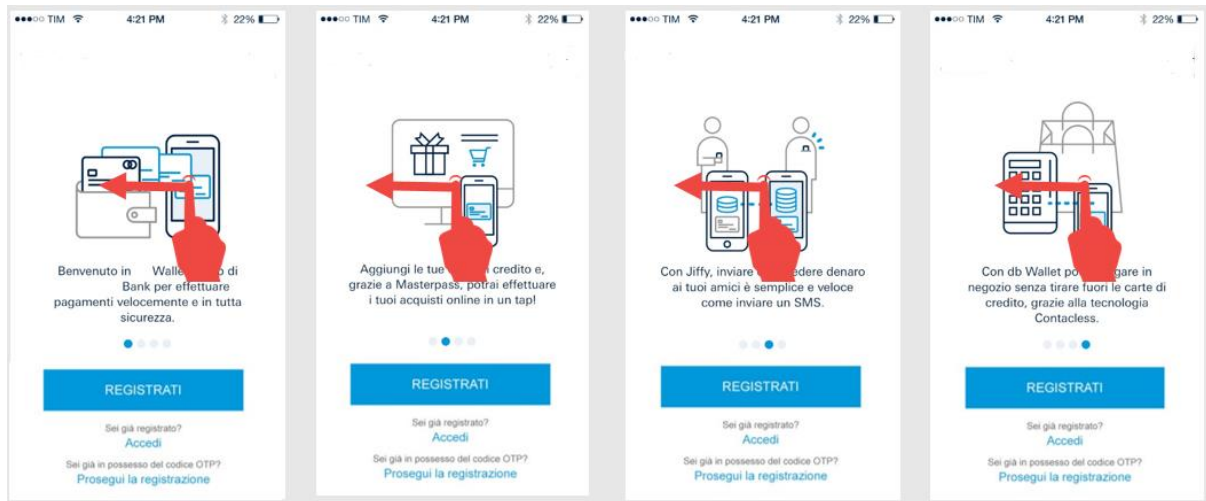 TIM 4:21 PM 22%
Benvenuto in Wallet di
Bank per effettuare
pagamenti velocemente e in tutta
sicurezza.
REGISTRATI
Sei già registrato?
Accedi
Sei già in possesso del codice OTP?
Prosegui la registrazione
TIM 4:21 PM 22%
Aggiungi le tue credito e,
grazie a Masterpass, potrai effettuare
i tuoi acquisti online in un tap!
REGISTRATI
Sei già registrato?
Accedi
Sei già in possesso del codice OTP?
Prosegui la registrazione
TIM 4:21 PM 22%
Con Jiffy, inviare denaro
ai tuoi amici è semplice e veloce
come inviare un SMS.
REGISTRATI
Sei già registrato?
Accedi
Sei già in possesso del codice OTP?
Prosegui la registrazione
TIM 4:21 PM 22%
Con db Wallet in
negozio senza tirare fuori le carte di
credito, grazie alla tecnologia
Contacless.
REGISTRATI
Sei già registrato?
Accedi
Sei già in possesso del codice OTP?
Prosegui la registrazione